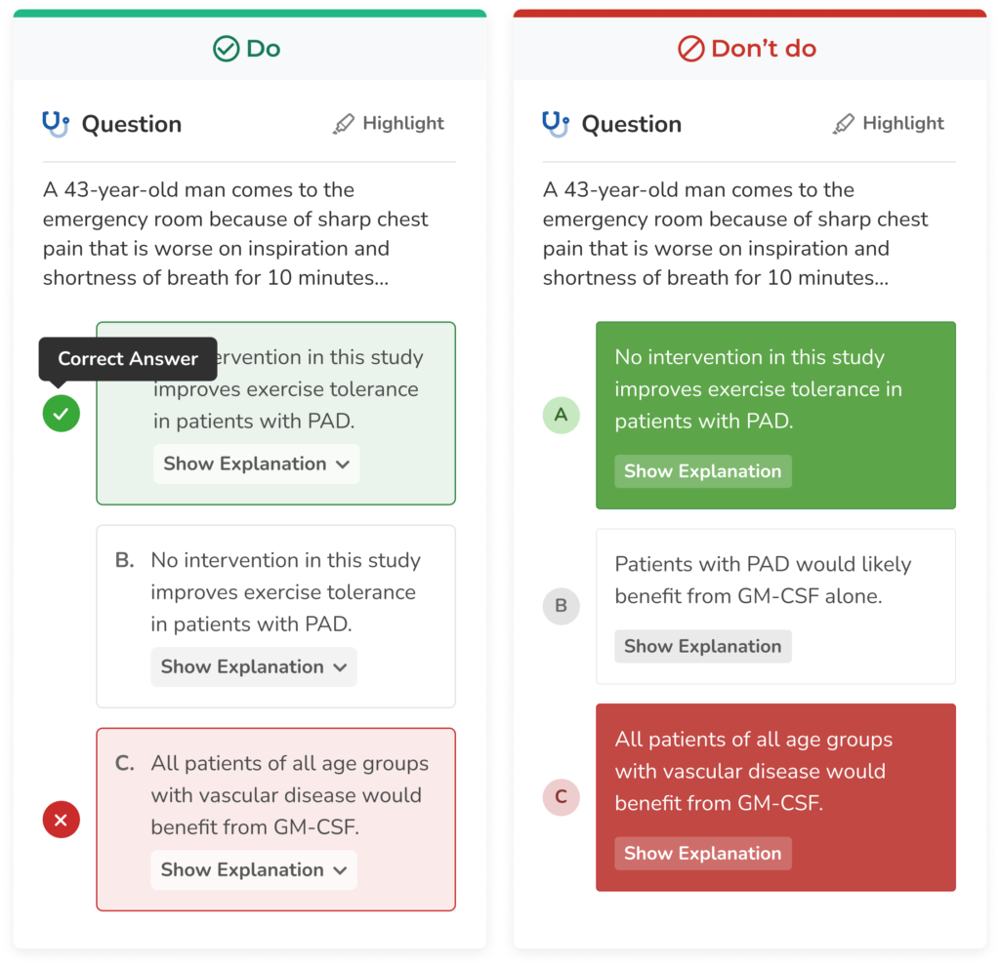 Do
Question
Highlight
A 43-year-old man comes to the
emergency room because of sharp chest
pain that is worse on inspiration and
shortness of breath for 10 minutes...
Correct Answer
ervention in this study
improves exercise tolerance
in patients with PAD.
Show Explanation
B. No intervention in this study
improves exercise tolerance
in patients with PAD.
Show Explanation
C. All patients of all age groups
with vascular disease would
benefit from GM-CSF.
Show Explanation
Don't do
Question
Highlight
A 43-year-old man comes to the
emergency room because of sharp chest
pain that is worse on inspiration and
shortness of breath for 10 minutes...
A
No intervention in this study
improves exercise tolerance in
patients with PAD.
Show Explanation
B
Patients with PAD would likely
benefit from GM-CSF alone.
Show Explanation
C
All patients of all age groups
with vascular disease would
benefit from GM-CSF.
Show Explanation